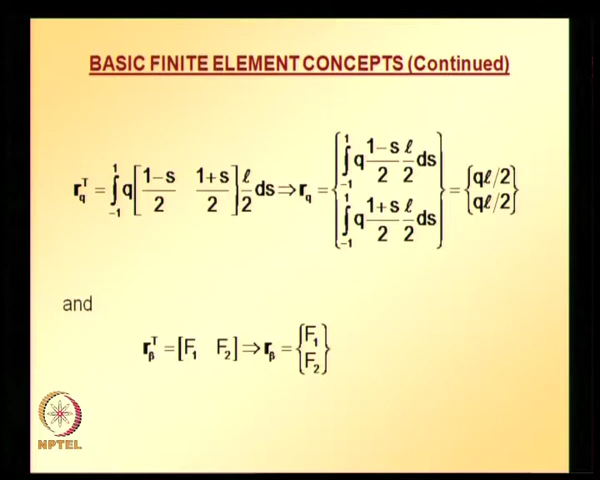 BASIC FINITE ELEMENT CONCEPTS (Continued)
r_q^T = ∫_{-1}^{1} q [ (1−s)/2  (1+s)/2 ] ℓ/2 ds ⇒ r_q = { ∫_{-1}^{1} q (1−s)/2 ℓ/2 ds ; ∫_{-1}^{1} q (1+s)/2 ℓ/2 ds } = { qℓ/2 ; qℓ/2 }
and
r_β^T = [F₁  F₂] ⇒ r_β = { F₁ ; F₂ }
NPTEL